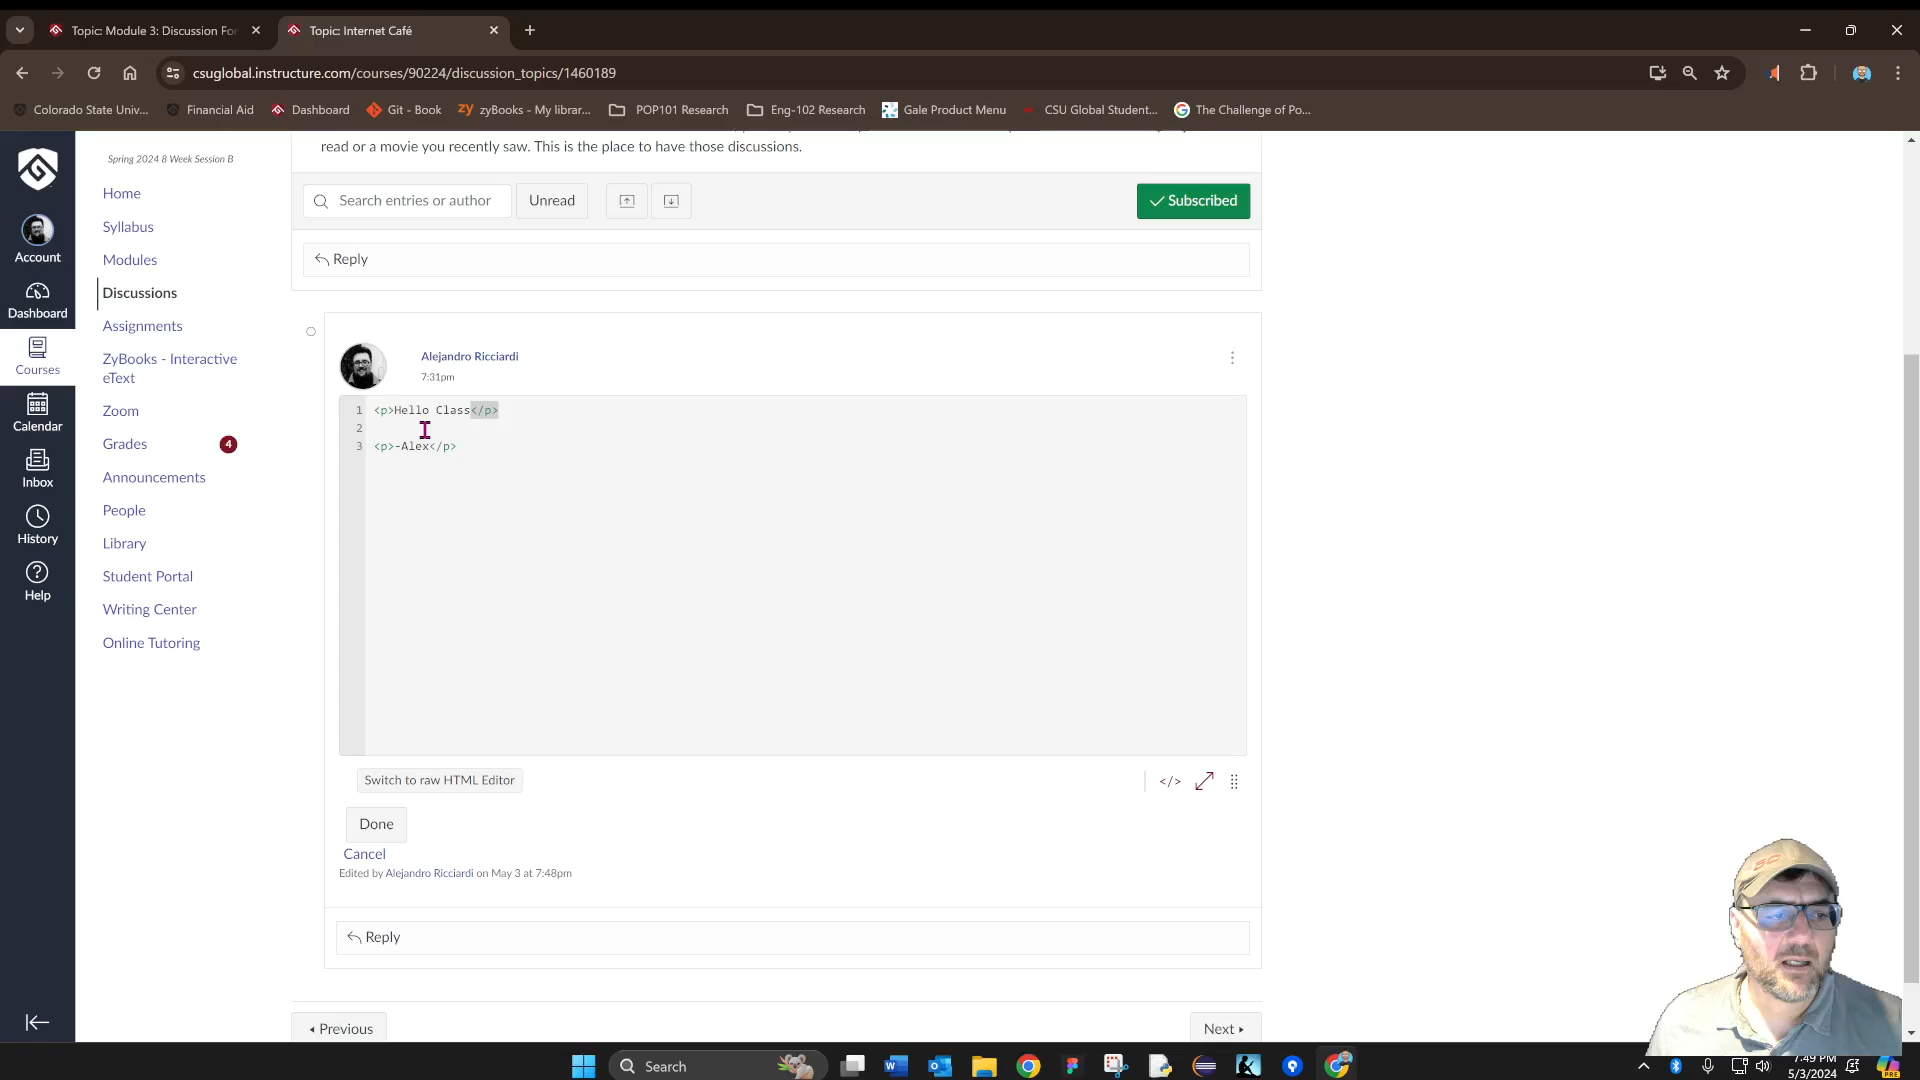 Topic: Module 3: Discussion For
Topic: Internet Café
csuglobal.instructure.com/courses/90224/discussion_topics/1460189
Colorado State Univ...
Financial Aid
Dashboard
Git - Book
zyBooks - My librar...
POP101 Research
Eng-102 Research
Gale Product Menu
CSU Global Student...
The Challenge of Po...
Account
Dashboard
Courses
Calendar
Inbox
History
Help
Spring 2024 8 Week Session B
Home
Syllabus
Modules
Discussions
Assignments
ZyBooks - Interactive
eText
Zoom
Grades
4
Announcements
People
Library
Student Portal
Writing Center
Online Tutoring
read or a movie you recently saw. This is the place to have those discussions.
Search entries or author
Unread
Subscribed
Reply
Alejandro Ricciardi
7:31pm
1 <p>Hello Class</p>
2
3 <p>-Alex</p>
Switch to raw HTML Editor
</>
Done
Cancel
Edited by Alejandro Ricciardi on May 3 at 7:48pm
Reply
Previous
Next
Search
7:49 PM
5/3/2024